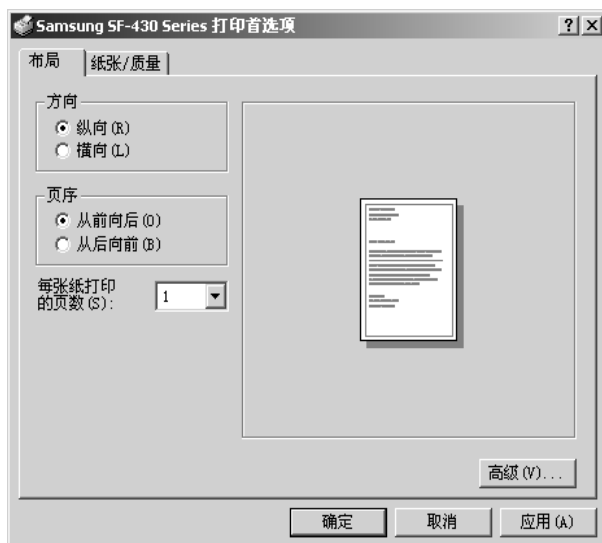 Samsung SF-430 Series 打印首选项
布局
纸张/质量
方向
纵向(R)
横向(L)
页序
从前向后(O)
从后向前(B)
每张纸打印
的页数(S):
1
高级(V)...
确定
取消
应用(A)